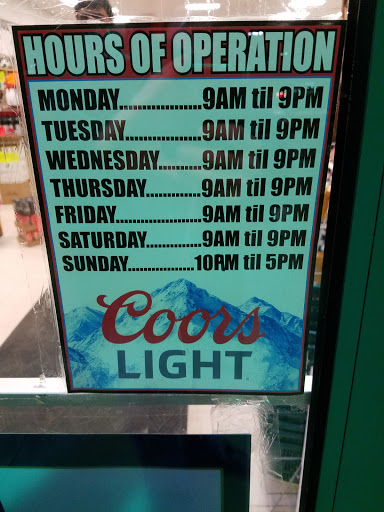 HOURS OF OPERATION
MONDAY..................9AM til 9PM
TUESDAY.................9AM til 9PM
WEDNESDAY..........9AM til 9PM
THURSDAY..............9AM til 9PM
FRIDAY...................9AM til 9PM
SATURDAY............9AM til 9PM
SUNDAY................10AM til 5PM
Coors
LIGHT